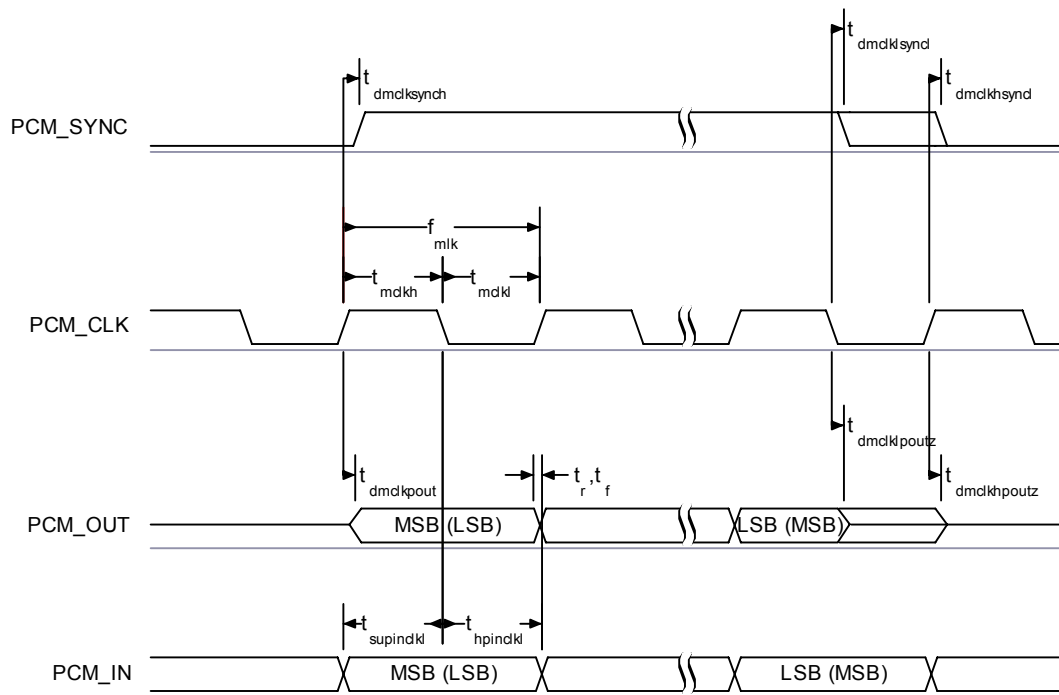 t dmclklsyncl
t dmclksynch
t dmclkhsyncl
PCM_SYNC
f mlk
t mclkh
t mclkl
PCM_CLK
t dmclklpoutz
t dmclkpout
t r ,t f
t dmclkhpoutz
PCM_OUT
MSB (LSB)
LSB (MSB)
t supinclkl
t hpinclkl
PCM_IN
MSB (LSB)
LSB (MSB)